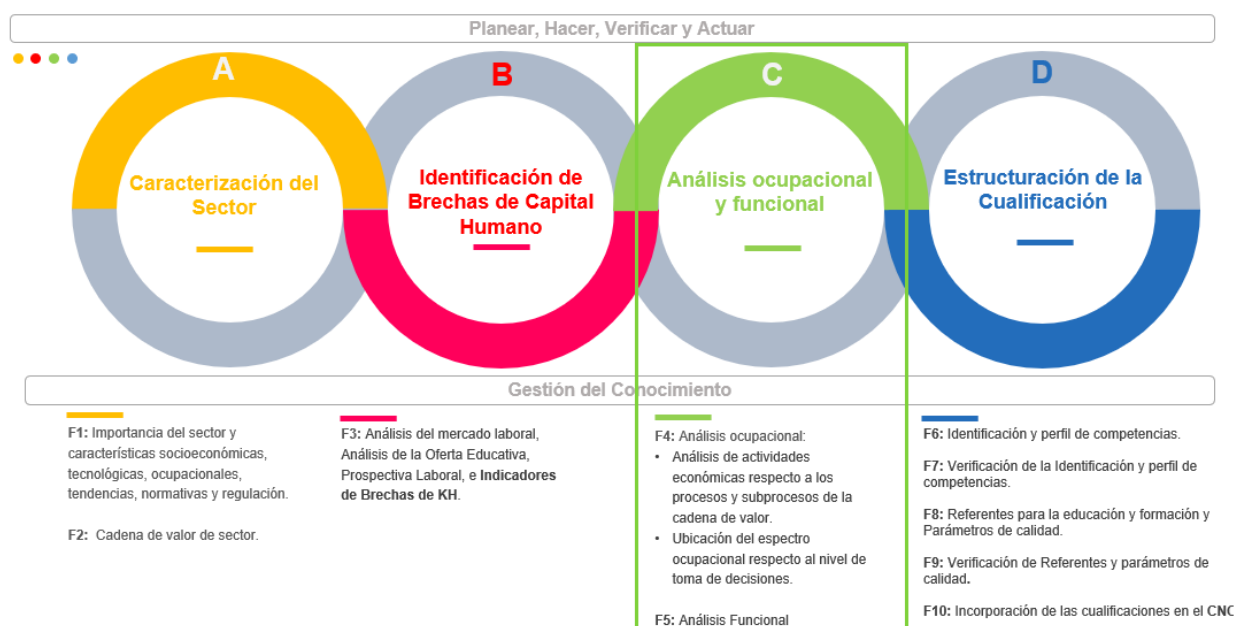 Planear, Hacer, Verificar y Actuar
A
B
C
D
Caracterización del
Sector
Identificación de
Brechas de Capital
Humano
Análisis ocupacional
y funcional
Estructuración de la
Cualificación
Gestión del Conocimiento
F1: Importancia del sector y
características socioeconómicas,
tecnológicas, ocupacionales,
tendencias, normativas y regulación.
F2: Cadena de valor de sector.
F3: Análisis del mercado laboral,
Análisis de la Oferta Educativa,
Prospectiva Laboral, e Indicadores
de Brechas de KH.
F4: Análisis ocupacional:
• Análisis de actividades
económicas respecto a los
procesos y subprocesos de la
cadena de valor.
• Ubicación del espectro
ocupacional respecto al nivel de
toma de decisiones.
F5: Análisis Funcional
F6: Identificación y perfil de competencias.
F7: Verificación de la Identificación y perfil de
competencias.
F8: Referentes para la educación y formación y
Parámetros de calidad.
F9: Verificación de Referentes y parámetros de
calidad.
F10: Incorporación de las cualificaciones en el CNC